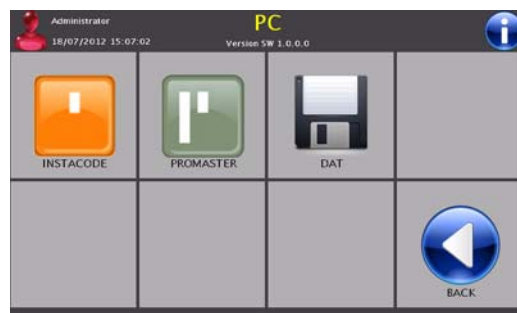 Administrator
18/07/2012 15:07:02
PC
Version SW 1.0.0.0
i
INSTACODE
PROMASTER
DAT
BACK